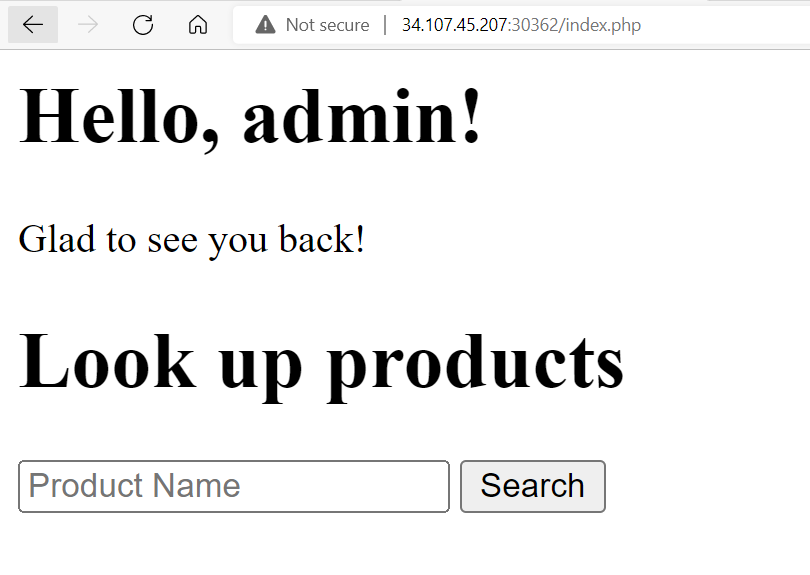 Not secure | 34.107.45.207:30362/index.php
Hello, admin!
Glad to see you back!
Look up products
Product Name Search